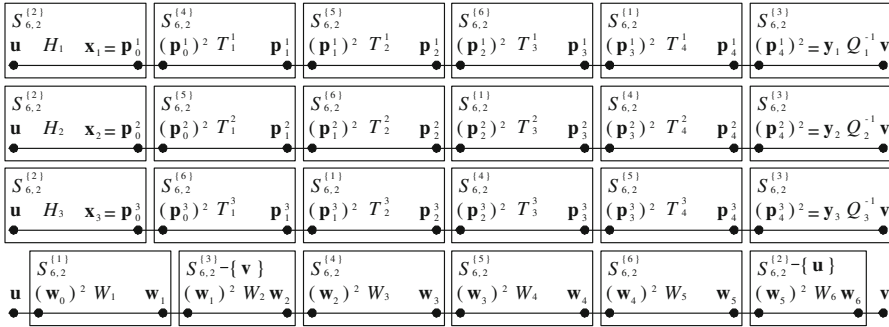 S_{6,2}^{{2}} S_{6,2}^{{4}} S_{6,2}^{{5}} S_{6,2}^{{6}} S_{6,2}^{{1}} S_{6,2}^{{3}}
u H_1 x_1 = p_0^1 (p_0^1)^2 T_1^1 p_1^1 (p_1^1)^2 T_2^1 p_2^1 (p_2^1)^2 T_3^1 p_3^1 (p_3^1)^2 T_4^1 p_4^1 (p_4^1)^2 = y_1 Q_1^{-1} v
S_{6,2}^{{2}} S_{6,2}^{{5}} S_{6,2}^{{6}} S_{6,2}^{{1}} S_{6,2}^{{4}} S_{6,2}^{{3}}
u H_2 x_2 = p_0^2 (p_0^2)^2 T_1^2 p_1^2 (p_1^2)^2 T_2^2 p_2^2 (p_2^2)^2 T_3^2 p_3^2 (p_3^2)^2 T_4^2 p_4^2 (p_4^2)^2 = y_2 Q_2^{-1} v
S_{6,2}^{{2}} S_{6,2}^{{6}} S_{6,2}^{{1}} S_{6,2}^{{4}} S_{6,2}^{{5}} S_{6,2}^{{3}}
u H_3 x_3 = p_0^3 (p_0^3)^2 T_1^3 p_1^3 (p_1^3)^2 T_2^3 p_2^3 (p_2^3)^2 T_3^3 p_3^3 (p_3^3)^2 T_4^3 p_4^3 (p_4^3)^2 = y_3 Q_3^{-1} v
S_{6,2}^{{1}} S_{6,2}^{{3}}-{v} S_{6,2}^{{4}} S_{6,2}^{{5}} S_{6,2}^{{6}} S_{6,2}^{{2}}-{u}
u (w_0)^2 W_1 w_1 (w_1)^2 W_2 w_2 (w_2)^2 W_3 w_3 (w_3)^2 W_4 w_4 (w_4)^2 W_5 w_5 (w_5)^2 W_6 w_6 v